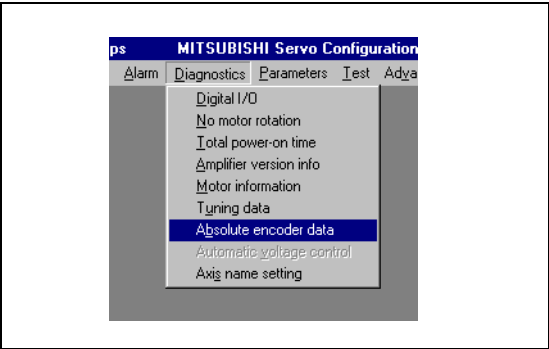 ps MITSUBISHI Servo Configuration
Alarm Diagnostics Parameters Test Adva
Digital I/O
No motor rotation
Total power-on time
Amplifier version info
Motor information
Tuning data
Absolute encoder data
Automatic voltage control
Axis name setting